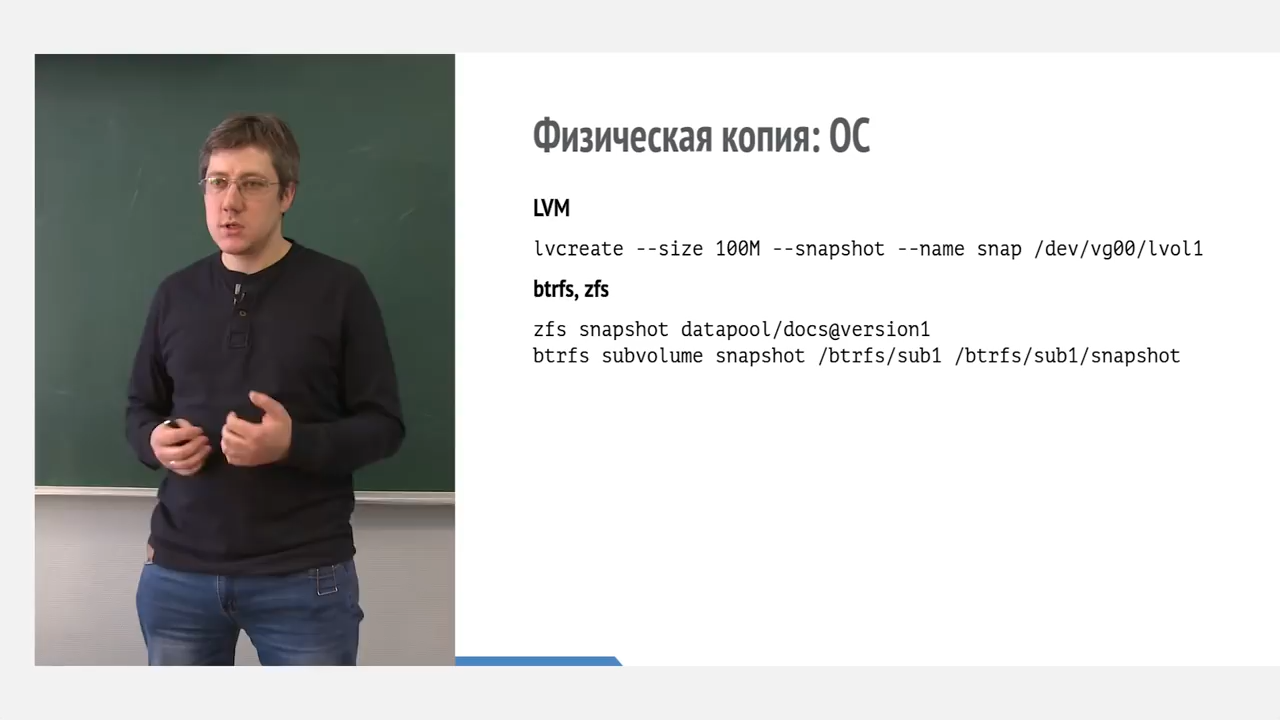 Физическая копия: ОС
LVM
lvcreate --size 100M --snapshot --name snap /dev/vg00/lvol1
btrfs, zfs
zfs snapshot datapool/docs@version1
btrfs subvolume snapshot /btrfs/sub1 /btrfs/sub1/snapshot